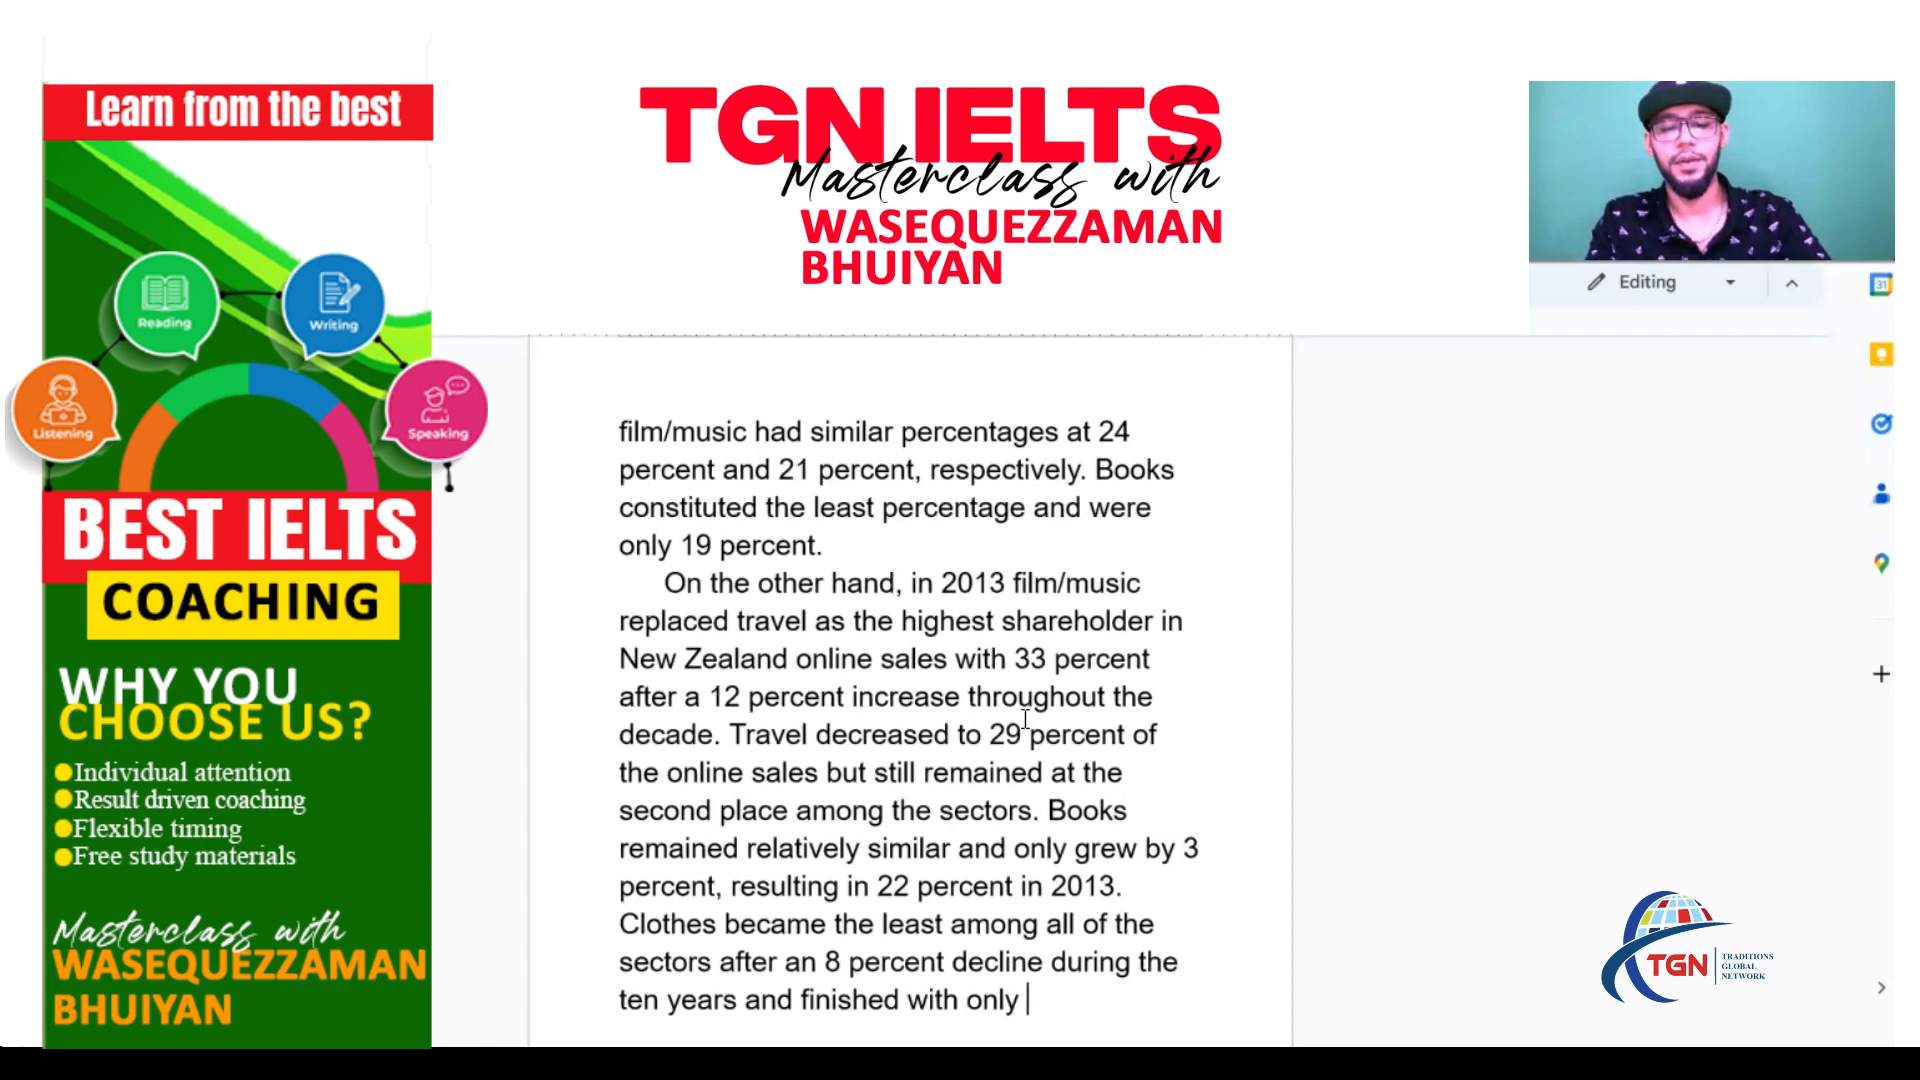 Learn from the best
Reading
Writing
Listening
Speaking
BEST IELTS
COACHING
WHY YOU
CHOOSE US?
Individual attention
Result driven coaching
Flexible timing
Free study materials
Masterclass with
WASEQUEZZAMAN
BHUIYAN
TGN IELTS
Masterclass with
WASEQUEZZAMAN
BHUIYAN
Editing
31
film/music had similar percentages at 24
percent and 21 percent, respectively. Books
constituted the least percentage and were
only 19 percent.
On the other hand, in 2013 film/music
replaced travel as the highest shareholder in
New Zealand online sales with 33 percent
after a 12 percent increase throughout the
decade. Travel decreased to 29 percent of
the online sales but still remained at the
second place among the sectors. Books
remained relatively similar and only grew by 3
percent, resulting in 22 percent in 2013.
Clothes became the least among all of the
sectors after an 8 percent decline during the
ten years and finished with only
TGN
TRADITIONS
GLOBAL
NETWORK